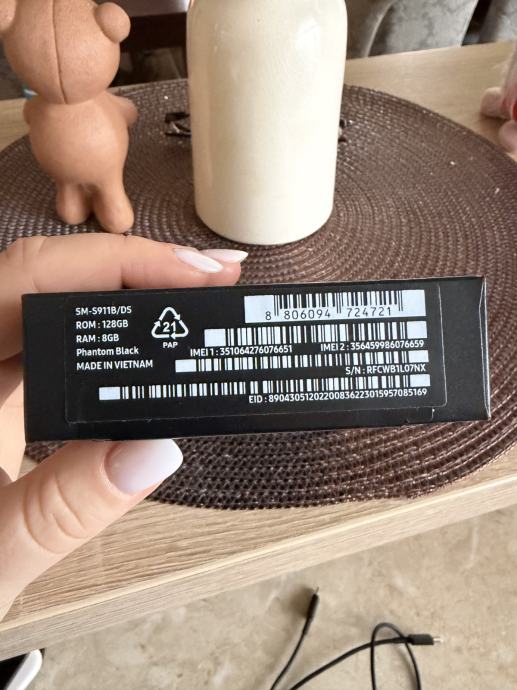 SM-S911B/DS
ROM : 128GB
RAM : 8GB
Phantom Black
MADE IN VIETNAM
21
PAP
8 806094 724721
IMEI 1 : 351064276076651
IMEI 2 : 356459986076659
S/N : RFCWB1L07NX
EID : 89043051202200836223015957085169